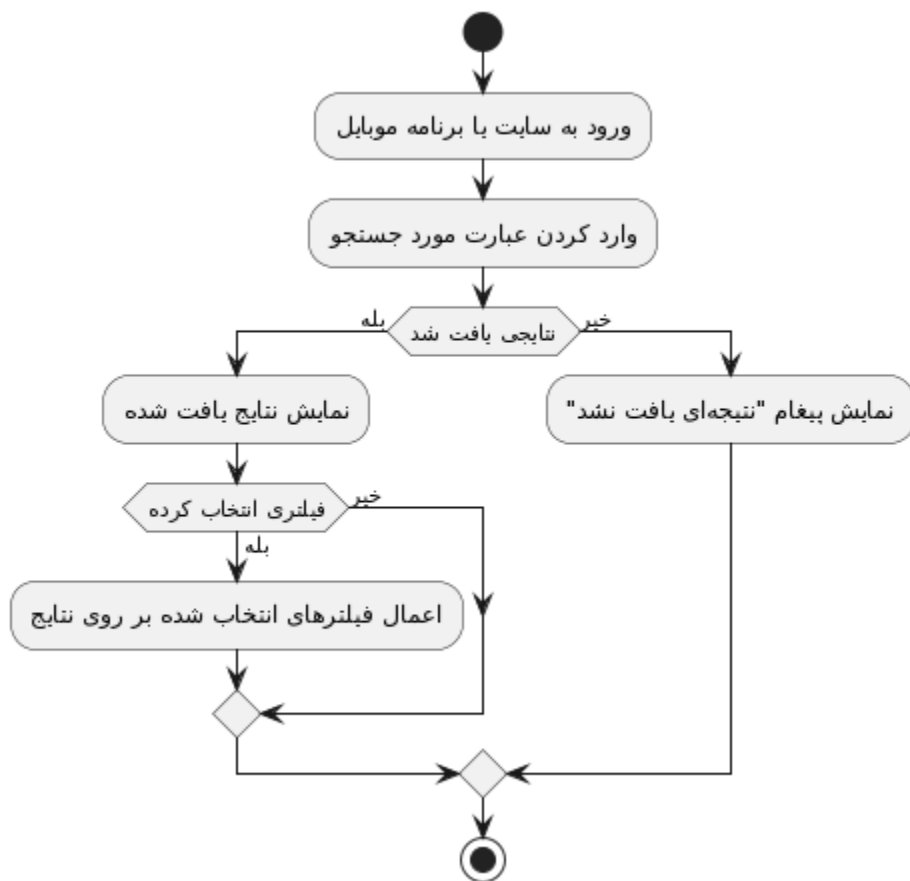 ورود به سایت یا برنامه موبایل
وارد کردن عبارت مورد جستجو
نتایجی یافت شد
بله
خیر
نمایش نتایج یافت شده
نمایش پیغام "نتیجه‌ای یافت نشد"
فیلتری انتخاب کرده
خیر
بله
اعمال فیلترهای انتخاب شده بر روی نتایج